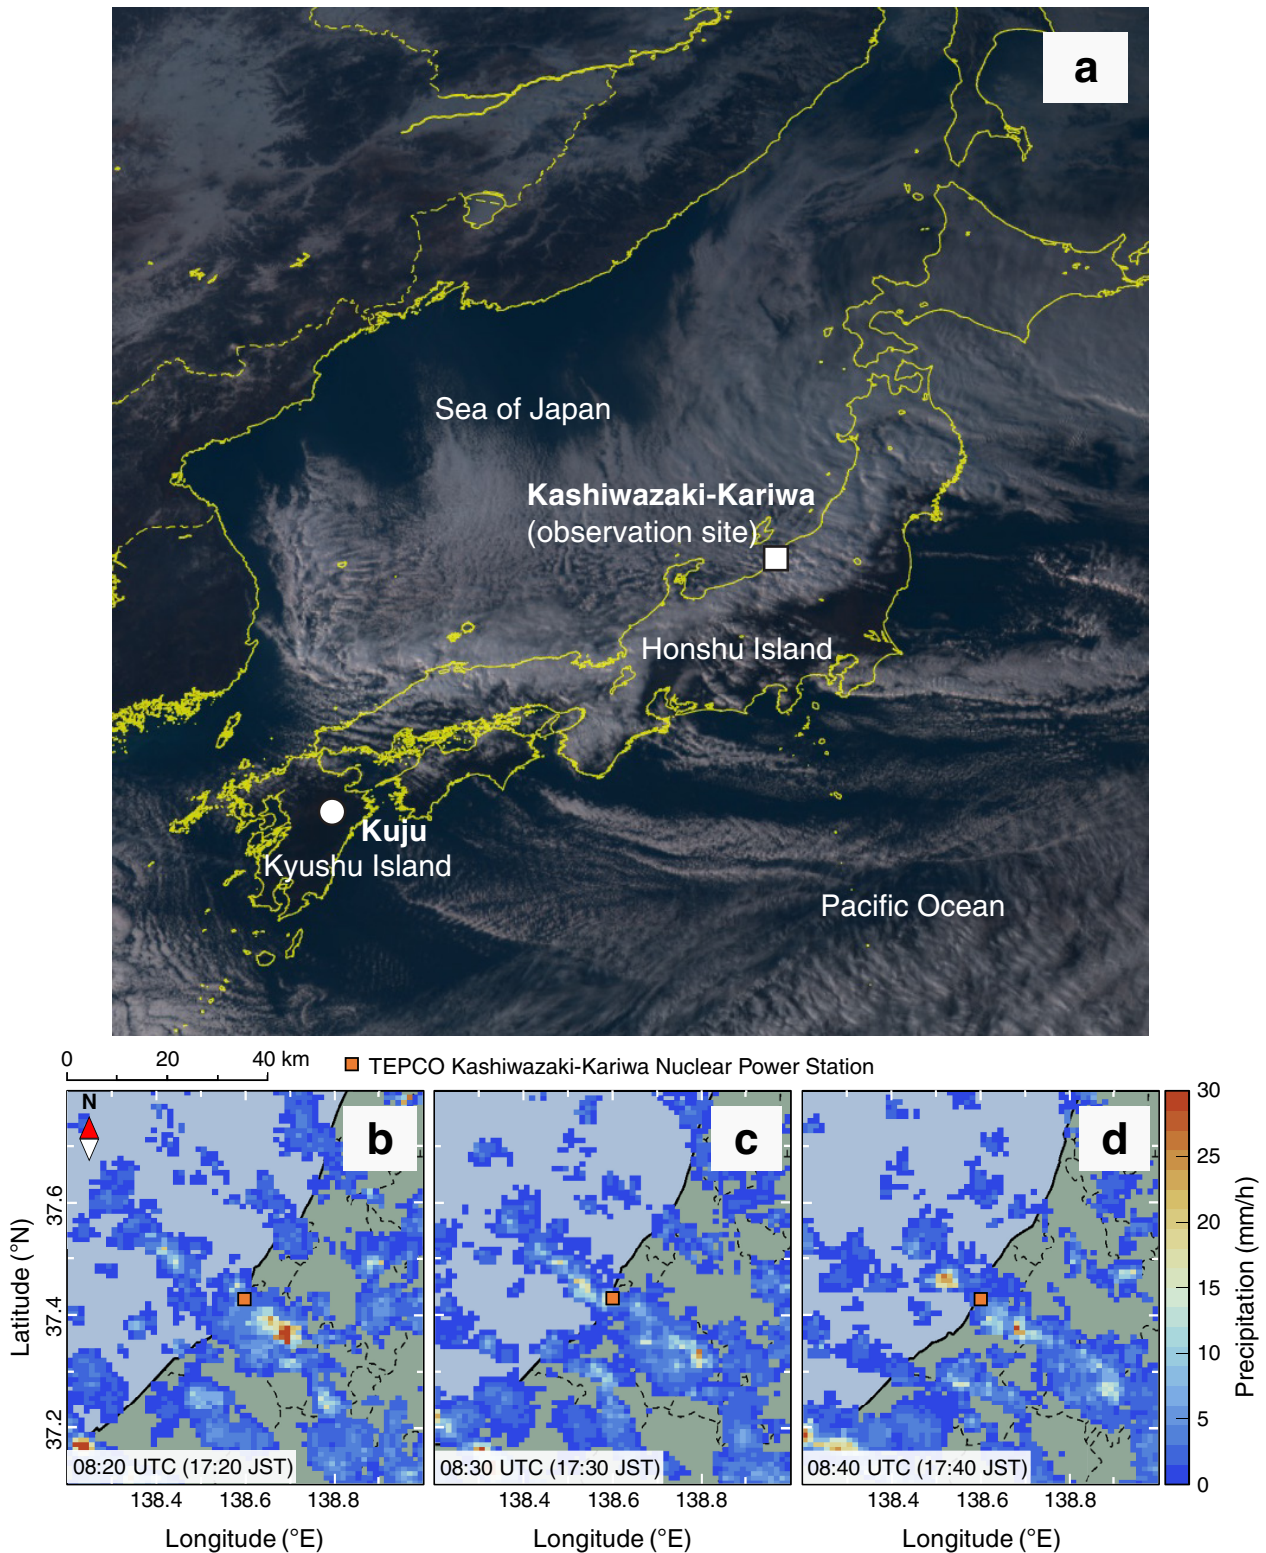 a
Sea of Japan
Kashiwazaki-Kariwa
(observation site)
Honshu Island
Kuju
Kyushu Island
Pacific Ocean
0 20 40 km
TEPCO Kashiwazaki-Kariwa Nuclear Power Station
N
b
c
d
30
25
20
15
10
5
0
Precipitation (mm/h)
37.6
37.4
37.2
Latitude (°N)
08:20 UTC (17:20 JST)
08:30 UTC (17:30 JST)
08:40 UTC (17:40 JST)
138.4 138.6 138.8
138.4 138.6 138.8
138.4 138.6 138.8
Longitude (°E)
Longitude (°E)
Longitude (°E)